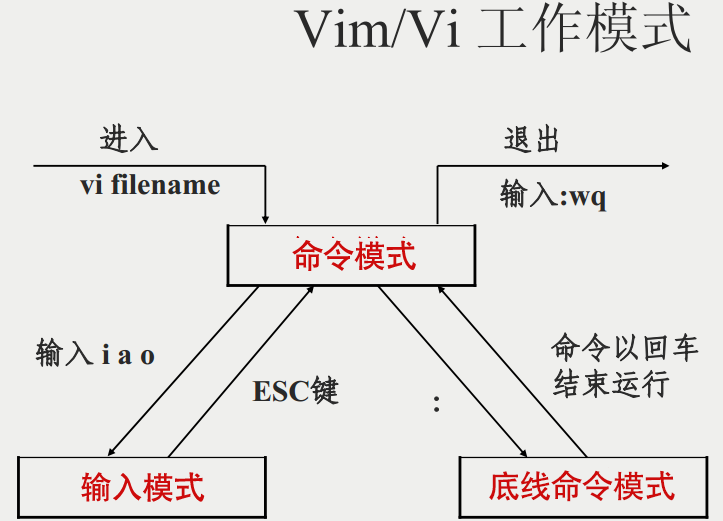 Vim/Vi 工作模式
进入
vi filename
退出
输入:wq
命令模式
输入 i a o
ESC键
:
命令以回车
结束运行
输入模式
底线命令模式